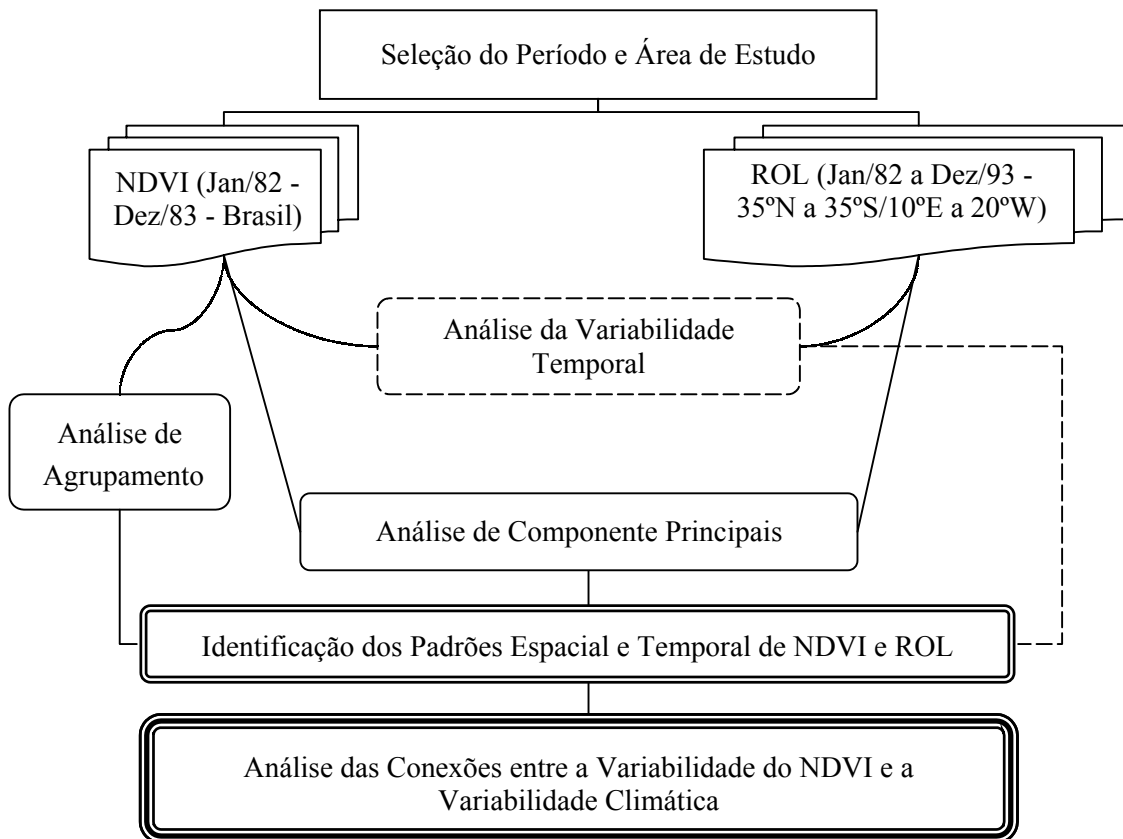 Seleção do Período e Área de Estudo
NDVI (Jan/82 -
Dez/83 - Brasil)
ROL (Jan/82 a Dez/93 -
35ºN a 35ºS/10ºE a 20ºW)
Análise da Variabilidade
Temporal
Análise de
Agrupamento
Análise de Componente Principais
Identificação dos Padrões Espacial e Temporal de NDVI e ROL
Análise das Conexões entre a Variabilidade do NDVI e a
Variabilidade Climática